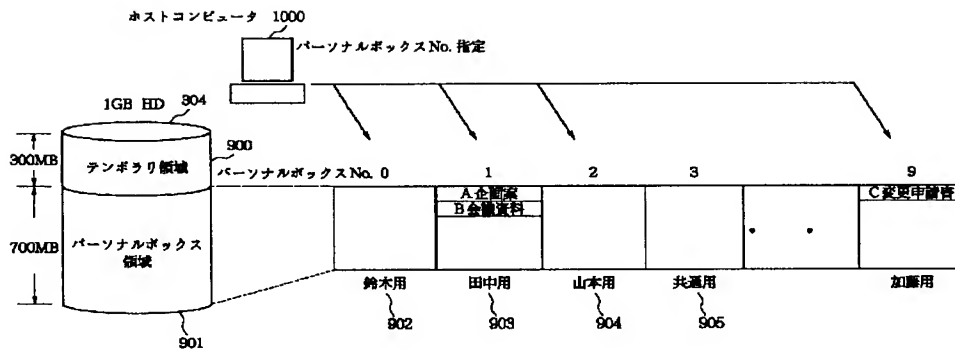 ホストコンピュータ 1000
パーソナルボックスNo. 指定
1GB HD 304
300MB テンポラリ領域 900
パーソナルボックスNo. 0 1 2 3 9
A企画案 C変更申請書
B会議資料
700MB パーソナルボックス領域
・ ・
鈴木用 田中用 山本用 共通用 加藤用
901 902 903 904 905